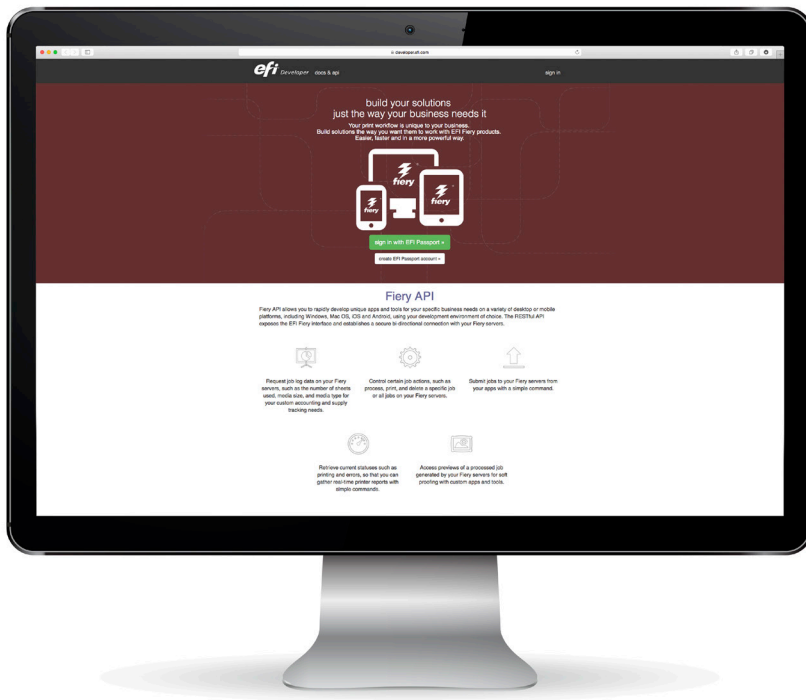 developer.efi.com
efi Developer docs & api sign in
build your solutions
just the way your business needs it
Your print workflow is unique to your business.
Build solutions the way you want them to work with EFI Fiery products.
Easier, faster and in a more powerful way.
fiery
fiery
fiery
sign in with EFI Passport »
create EFI Passport account »
Fiery API
Fiery API allows you to rapidly develop unique apps and tools for your specific business needs on a variety of desktop or mobile
platforms, including Windows, Mac OS, iOS and Android, using your development environment of choice. The RESTful API
exposes the EFI Fiery Interface and establishes a secure bi-directional connection with your Fiery servers.
Request job log data on your Fiery
servers, such as the number of sheets
used, media size, and media type for
your custom accounting and supply
tracking needs.
Control certain job actions, such as
process, print, and delete a specific job
or all jobs on your Fiery servers.
Submit jobs to your Fiery servers from
your apps with a simple command.
Retrieve current statuses such as
printing and errors, so that you can
gather real-time printer reports with
simple commands.
Access previews of a processed job
generated by your Fiery servers for soft
proofing with custom apps and tools.